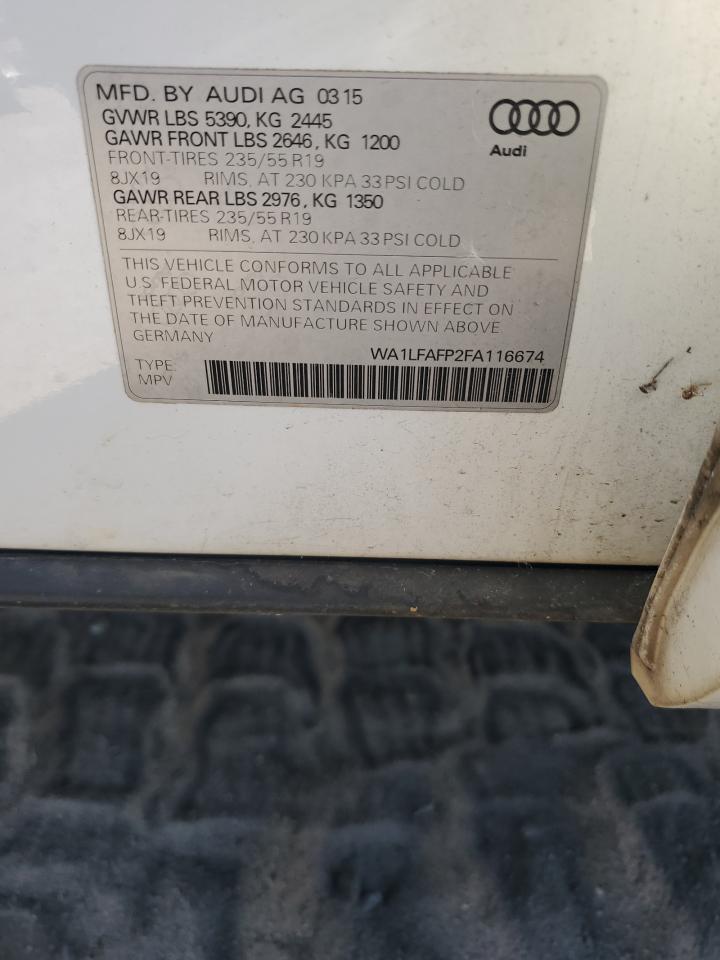 MFD. BY AUDI AG 03 15
GVWR LBS 5390, KG 2445
GAWR FRONT LBS 2646, KG 1200
FRONT-TIRES 235/55 R19
8JX19 RIMS, AT 230 KPA 33 PSI COLD
GAWR REAR LBS 2976, KG 1350
REAR-TIRES 235/55 R19
8JX19 RIMS, AT 230 KPA 33 PSI COLD
Audi
THIS VEHICLE CONFORMS TO ALL APPLICABLE
U.S. FEDERAL MOTOR VEHICLE SAFETY AND
THEFT PREVENTION STANDARDS IN EFFECT ON
THE DATE OF MANUFACTURE SHOWN ABOVE
GERMANY
WA1LFAFP2FA116674
TYPE:
MPV